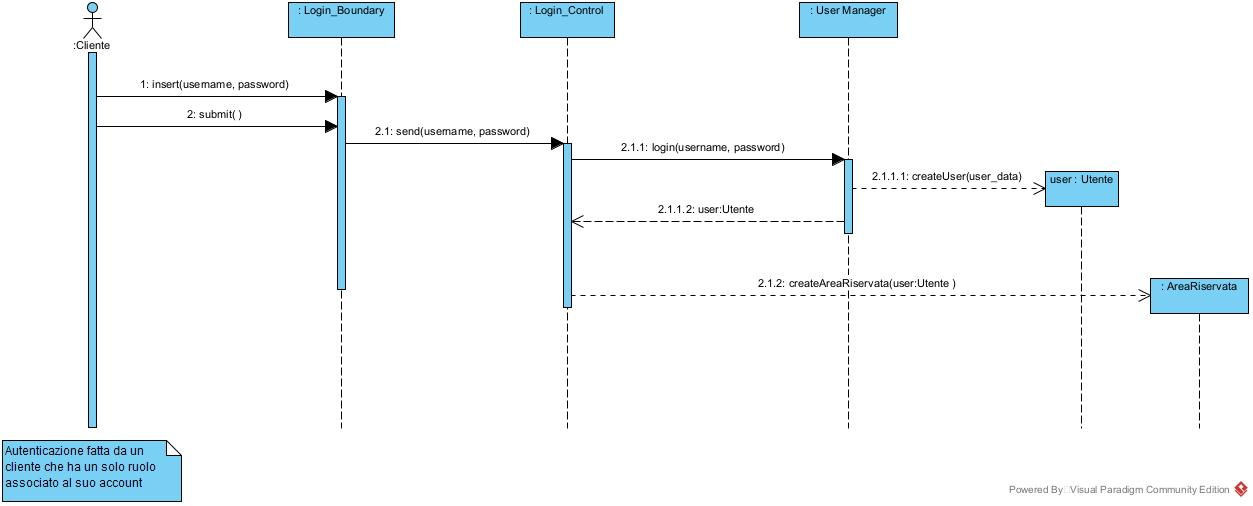 : Login_Boundary
: Login_Control
: User Manager
:Cliente
1: insert(username, password)
2: submit( )
2.1: send(username, password)
2.1.1: login(username, password)
2.1.1.1: createUser(user_data)
user : Utente
2.1.1.2: user:Utente
2.1.2: createAreaRiservata(user:Utente )
: AreaRiservata
Autenticazione fatta da un
cliente che ha un solo ruolo
associato al suo account
Powered By Visual Paradigm Community Edition